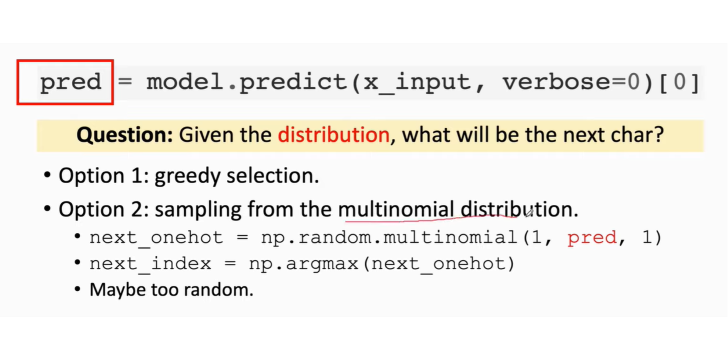 pred = model.predict(x_input, verbose=0)[0]
Question: Given the distribution, what will be the next char?
• Option 1: greedy selection.
• Option 2: sampling from the multinomial distribution.
• next_onehot = np.random.multinomial(1, pred, 1)
• next_index = np.argmax(next_onehot)
• Maybe too random.